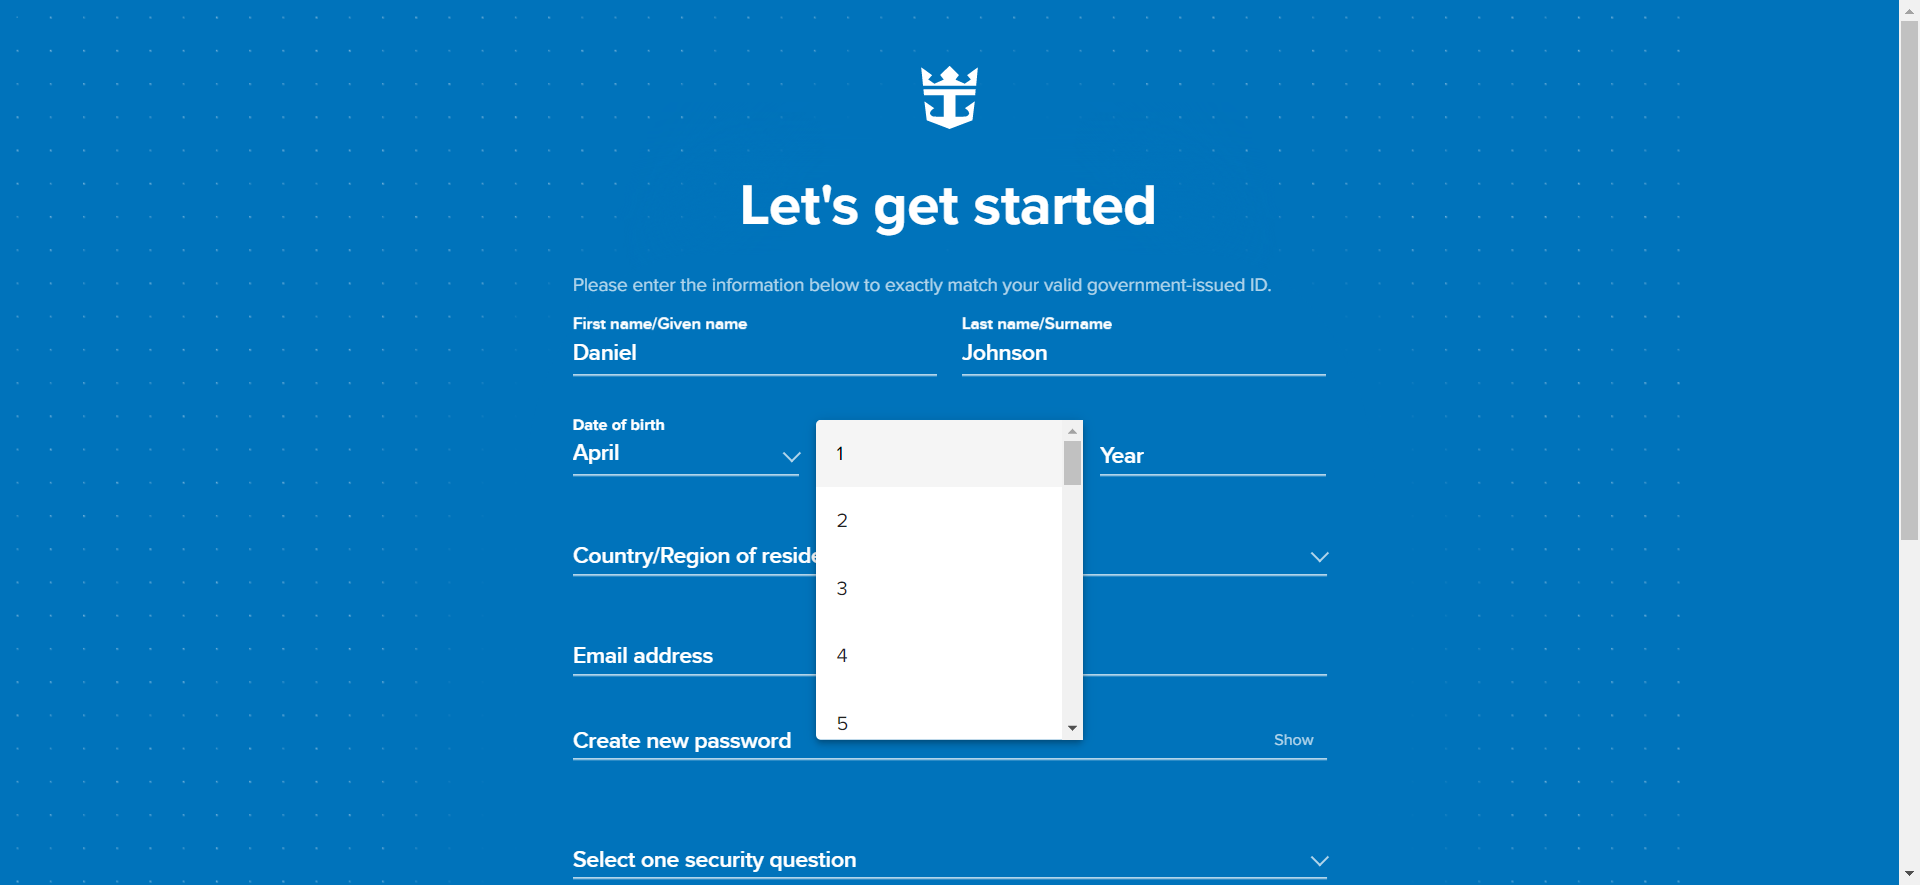 Let's get started
Please enter the information below to exactly match your valid government-issued ID.
First name/Given name
Last name/Surname
Daniel
Johnson
Date of birth
April
1
2
3
4
5
Year
Country/Region of reside
Email address
Create new password
Show
Select one security question